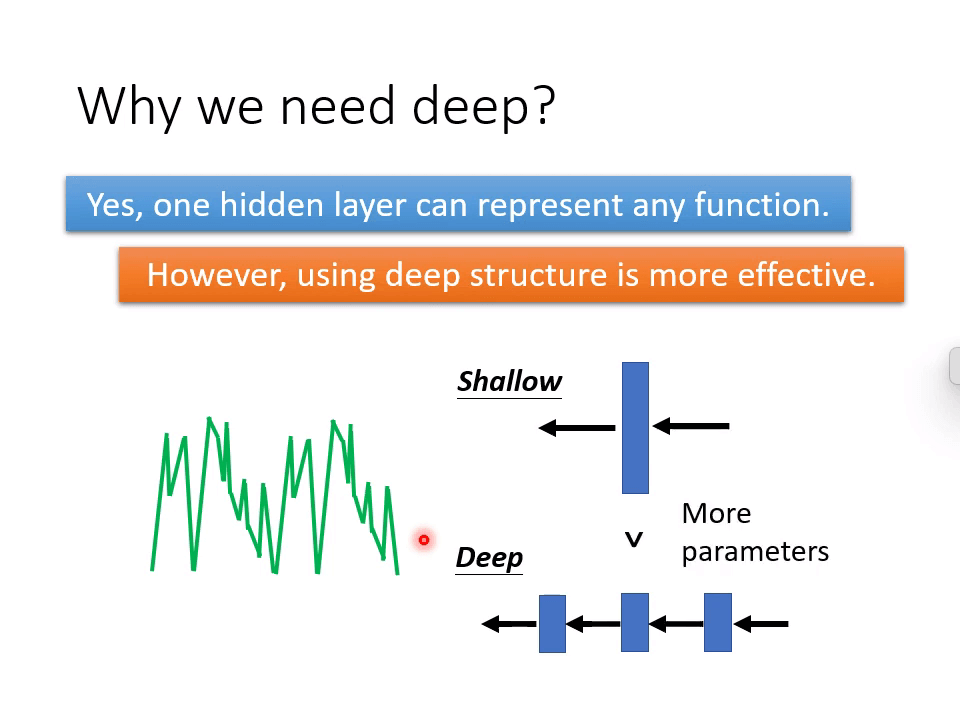 Why we need deep?
Yes, one hidden layer can represent any function.
However, using deep structure is more effective.
Shallow
More
parameters
Deep